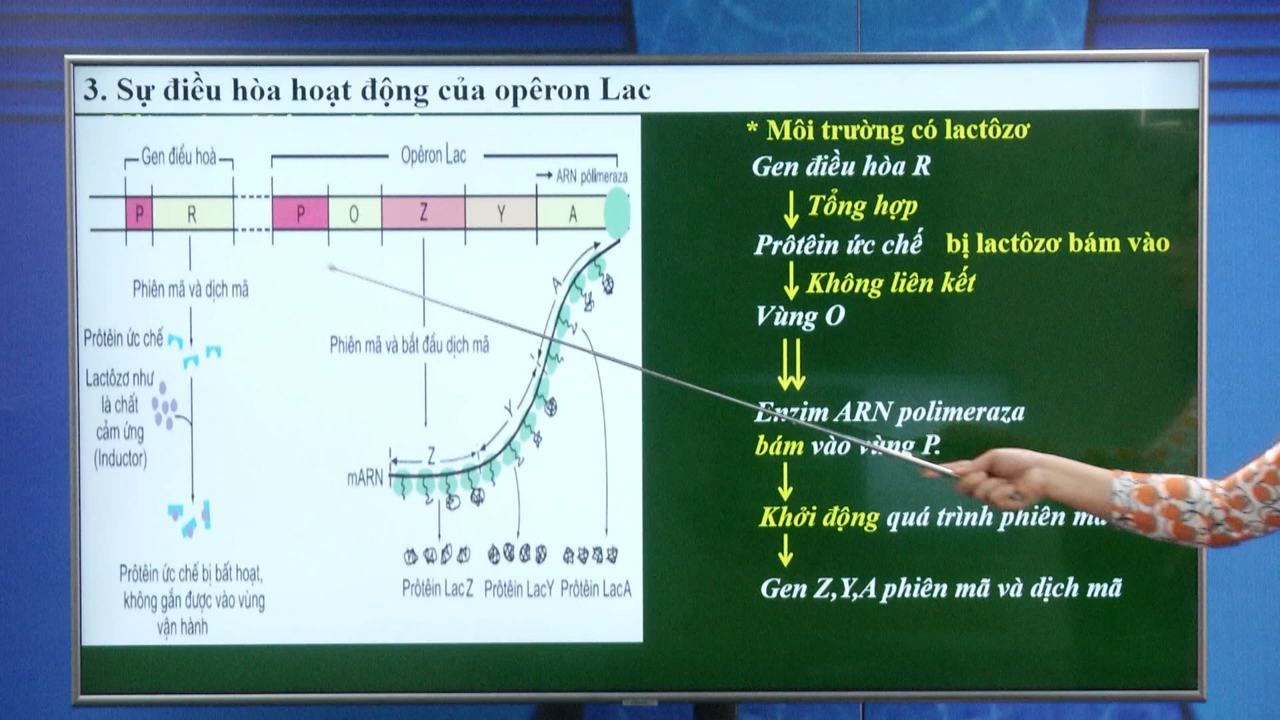 3. Sự điều hòa hoạt động của opêron Lac
Gen điều hoà
Opêron Lac
ARN pôlimeraza
P
R
P
O
Z
Y
A
Phiên mã và dịch mã
Prôtêin ức chế
Lactôzơ như
là chất
cảm ứng
(Inductor)
Prôtêin ức chế bị bất hoạt,
không gắn được vào vùng
vận hành
Phiên mã và bắt đầu dịch mã
A
Y
Z
mARN
Prôtêin LacZ
Prôtêin LacY
Prôtêin LacA
* Môi trường có lactôzơ
Gen điều hòa R
Tổng hợp
Prôtêin ức chế bị lactôzơ bám vào
Không liên kết
Vùng O
Enzim ARN polimeraza
bám vào vùng P.
Khởi động quá trình phiên
Gen Z,Y,A phiên mã và dịch mã